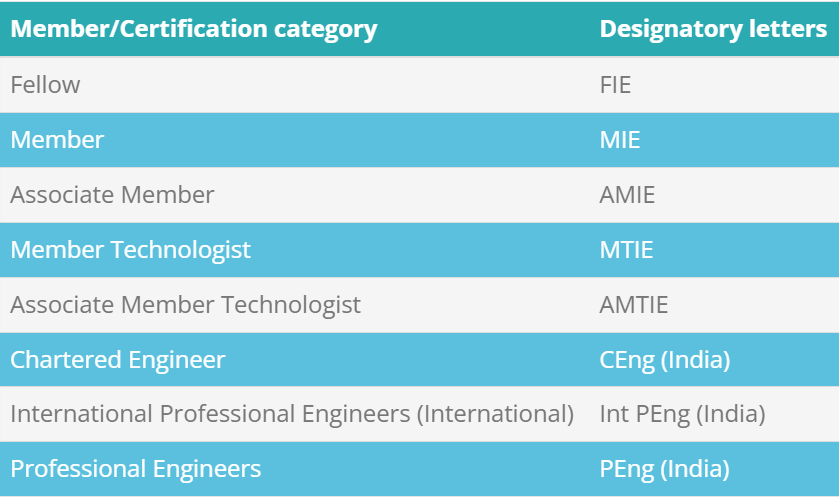 Member/Certification category Designatory letters
Fellow FIE
Member MIE
Associate Member AMIE
Member Technologist MTIE
Associate Member Technologist AMTIE
Chartered Engineer CEng (India)
International Professional Engineers (International) Int PEng (India)
Professional Engineers PEng (India)